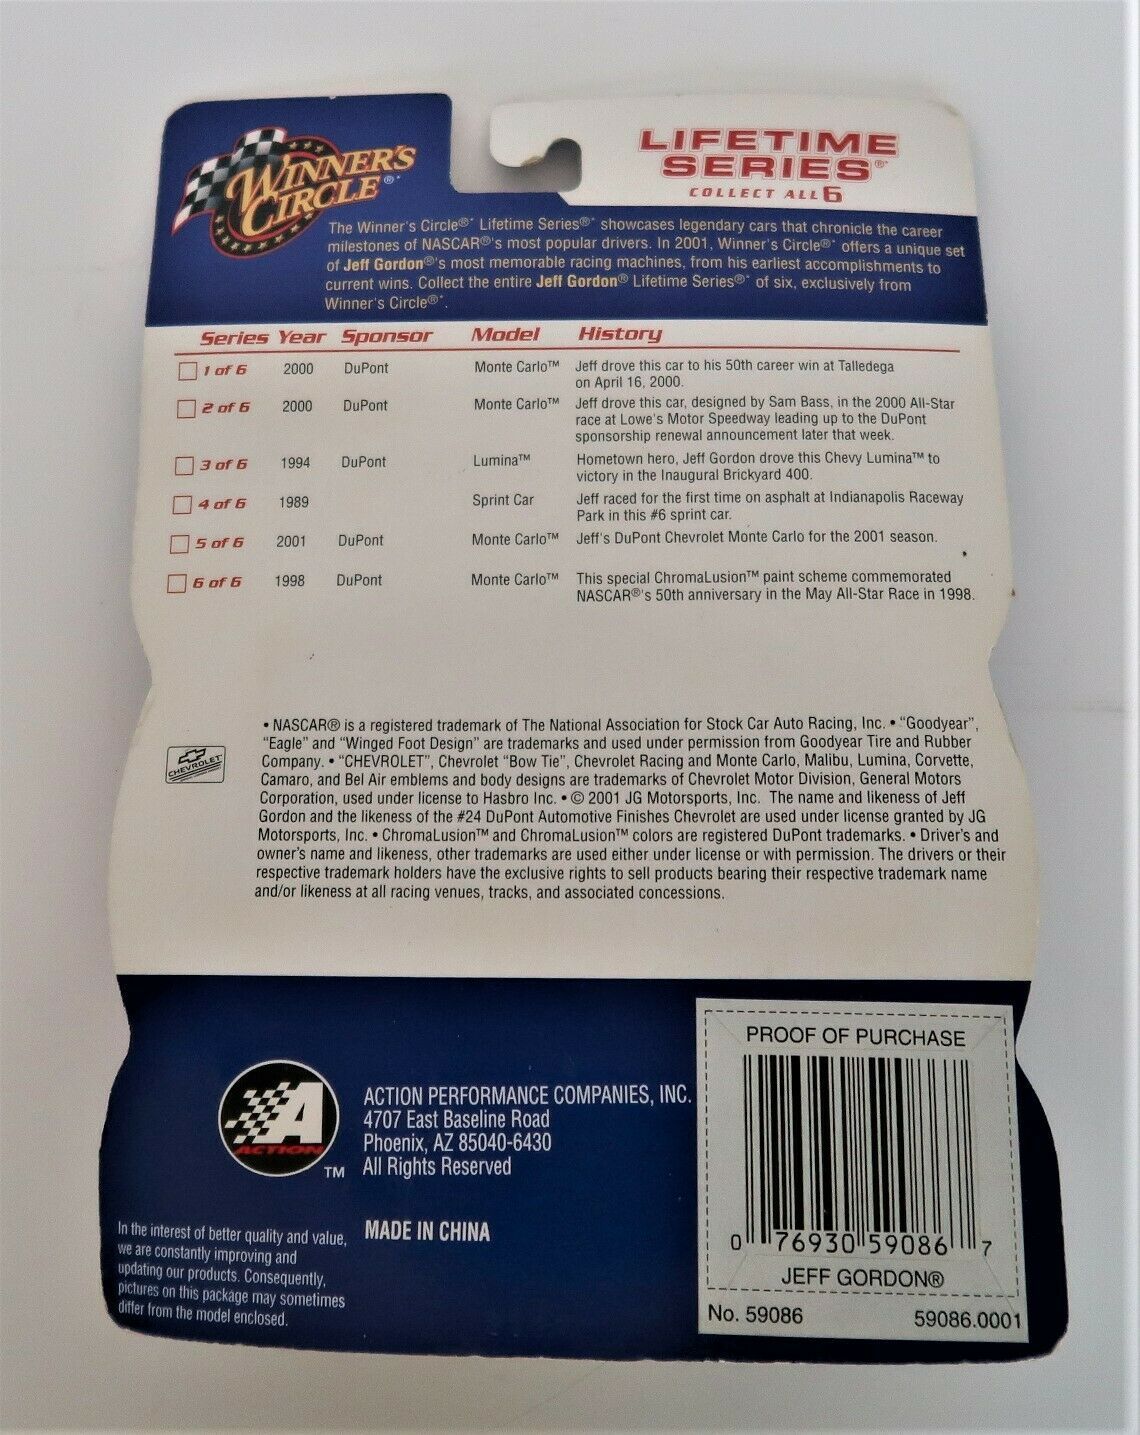 WINNER'S CIRCLE®*
LIFETIME
SERIES®*
COLLECT ALL 6
The Winner's Circle®* Lifetime Series®* showcases legendary cars that chronicle the career
milestones of NASCAR®'s most popular drivers. In 2001, Winner's Circle®* offers a unique set
of Jeff Gordon®'s most memorable racing machines, from his earliest accomplishments to
current wins. Collect the entire Jeff Gordon® Lifetime Series®* of six, exclusively from
Winner's Circle®*.
Series Year Sponsor Model History
1 of 6 2000 DuPont Monte Carlo™ Jeff drove this car to his 50th career win at Talledega
on April 16, 2000.
2 of 6 2000 DuPont Monte Carlo™ Jeff drove this car, designed by Sam Bass, in the 2000 All-Star
race at Lowe's Motor Speedway leading up to the DuPont
sponsorship renewal announcement later that week.
3 of 6 1994 DuPont Lumina™ Hometown hero, Jeff Gordon drove this Chevy Lumina™ to
victory in the Inaugural Brickyard 400.
4 of 6 1989 Sprint Car Jeff raced for the first time on asphalt at Indianapolis Raceway
Park in this #6 sprint car.
5 of 6 2001 DuPont Monte Carlo™ Jeff's DuPont Chevrolet Monte Carlo for the 2001 season.
6 of 6 1998 DuPont Monte Carlo™ This special ChromaLusion™ paint scheme commemorated
NASCAR®'s 50th anniversary in the May All-Star Race in 1998.
• NASCAR® is a registered trademark of The National Association for Stock Car Auto Racing, Inc. • “Goodyear”,
“Eagle” and “Winged Foot Design” are trademarks and used under permission from Goodyear Tire and Rubber
Company. • “CHEVROLET”, Chevrolet “Bow Tie”, Chevrolet Racing and Monte Carlo, Malibu, Lumina, Corvette,
Camaro, and Bel Air emblems and body designs are trademarks of Chevrolet Motor Division, General Motors
Corporation, used under license to Hasbro Inc. • © 2001 JG Motorsports, Inc. The name and likeness of Jeff
Gordon and the likeness of the #24 DuPont Automotive Finishes Chevrolet are used under license granted by JG
Motorsports, Inc. • ChromaLusion™ and ChromaLusion™ colors are registered DuPont trademarks. • Driver's and
owner's name and likeness, other trademarks are used either under license or with permission. The drivers or their
respective trademark holders have the exclusive rights to sell products bearing their respective trademark name
and/or likeness at all racing venues, tracks, and associated concessions.
CHEVROLET
A
ACTION
TM
ACTION PERFORMANCE COMPANIES, INC.
4707 East Baseline Road
Phoenix, AZ 85040-6430
All Rights Reserved
MADE IN CHINA
In the interest of better quality and value,
we are constantly improving and
updating our products. Consequently,
pictures on this package may sometimes
differ from the model enclosed.
PROOF OF PURCHASE
0 76930 59086 7
JEFF GORDON®
No. 59086 59086.0001